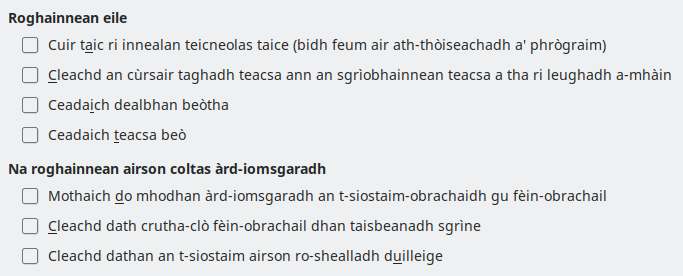 Roghainnean eile
Cuir taic ri innealan teicneolas taice (bidh feum air ath-thòiseachadh a' phrògraim)
Cleachd an cùrsair taghadh teacsa ann an sgrìobhainnean teacsa a tha ri leughadh a-mhàin
Ceadaich dealbhan beòtha
Ceadaich teacsa beò
Na roghainnean airson coltas àrd-iomsgaradh
Mothaich do mhodhan àrd-iomsgaradh an t-siostaim-obrachaidh gu fèin-obrachail
Cleachd dath crutha-clò fèin-obrachail dhan taisbeanadh sgrìne
Cleachd dathan an t-siostaim airson ro-shealladh duilleige